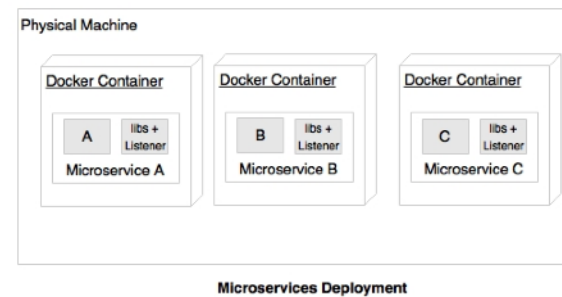 Physical Machine
Docker Container
A
libs +
Listener
Microservice A
Docker Container
B
libs +
Listener
Microservice B
Docker Container
C
libs +
Listener
Microservice C
Microservices Deployment